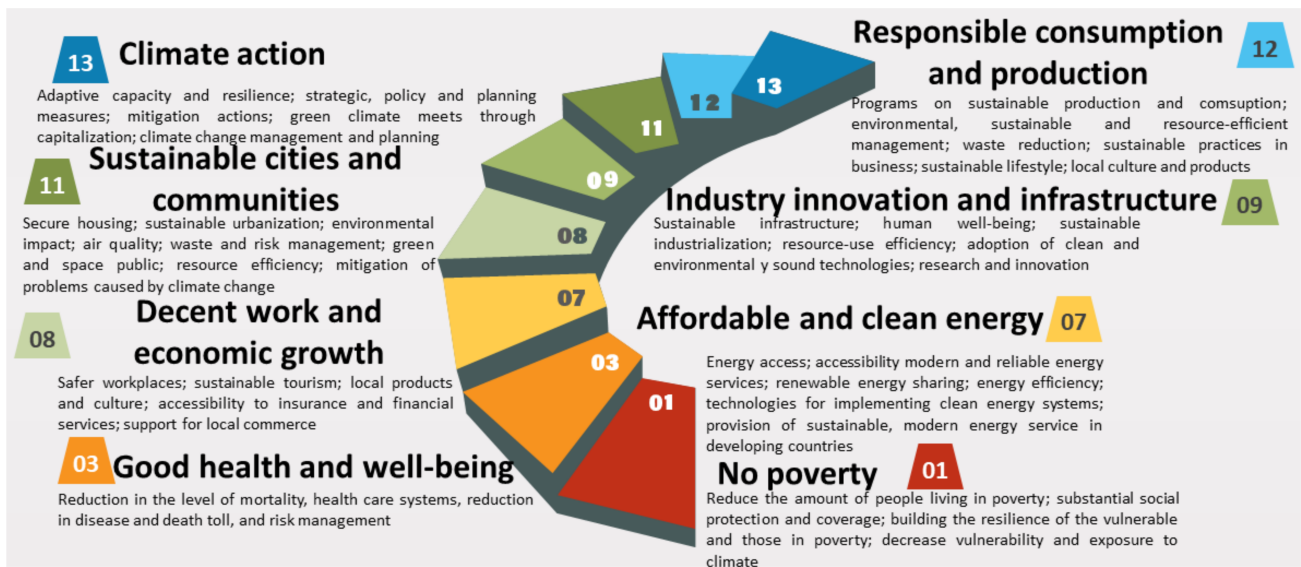 13
Climate action
Adaptive capacity and resilience; strategic, policy and planning
measures; mitigation actions; green climate meets through
capitalization; climate change management and planning
11
Sustainable cities and
communities
Secure housing; sustainable urbanization; environmental
impact; air quality; waste and risk management; green
and space public; resource efficiency; mitigation of
problems caused by climate change
08
Decent work and
economic growth
Safer workplaces; sustainable tourism; local products
and culture; accessibility to insurance and financial
services; support for local commerce
03
Good health and well-being
Reduction in the level of mortality, health care systems, reduction
in disease and death toll, and risk management
13
12
11
09
08
07
03
01
Responsible consumption
and production
12
Programs on sustainable production and comsuption;
environmental, sustainable and resource-efficient
management; waste reduction; sustainable practices in
business; sustainable lifestyle; local culture and products
Industry innovation and infrastructure
09
Sustainable infrastructure; human well-being; sustainable
industrialization; resource-use efficiency; adoption of clean and
environmental y sound technologies; research and innovation
Affordable and clean energy
07
Energy access; accessibility modern and reliable energy
services; renewable energy sharing; energy efficiency;
technologies for implementing clean energy systems;
provision of sustainable, modern energy service in
developing countries
No poverty
01
Reduce the amount of people living in poverty; substantial social
protection and coverage; building the resilience of the vulnerable
and those in poverty; decrease vulnerability and exposure to
climate